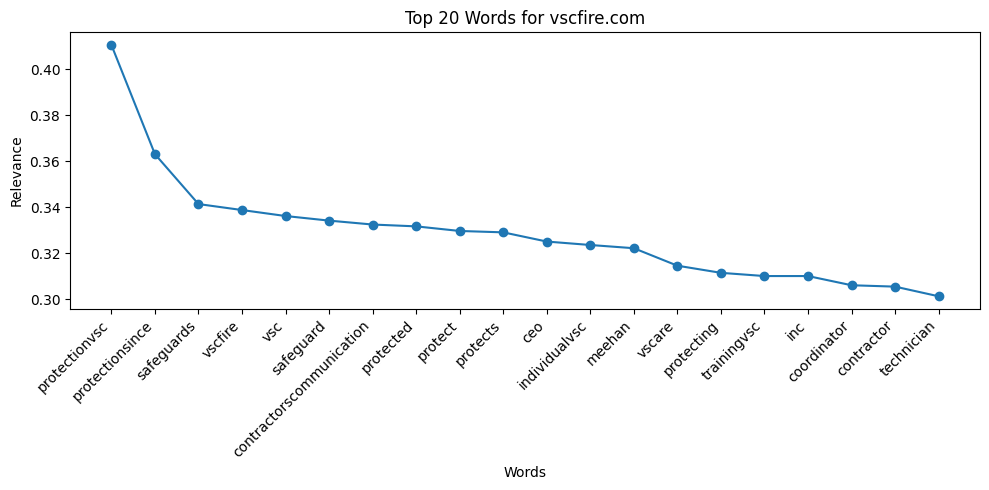 Top 20 Words for vscfire.com
Relevance
0.40
0.38
0.36
0.34
0.32
0.30
protectionvsc
protectionsince
safeguards
vscfire
vsc
safeguard
contractorscommunication
protected
protect
protects
ceo
individualvsc
meehan
vscare
protecting
trainingvsc
inc
coordinator
contractor
technician
Words